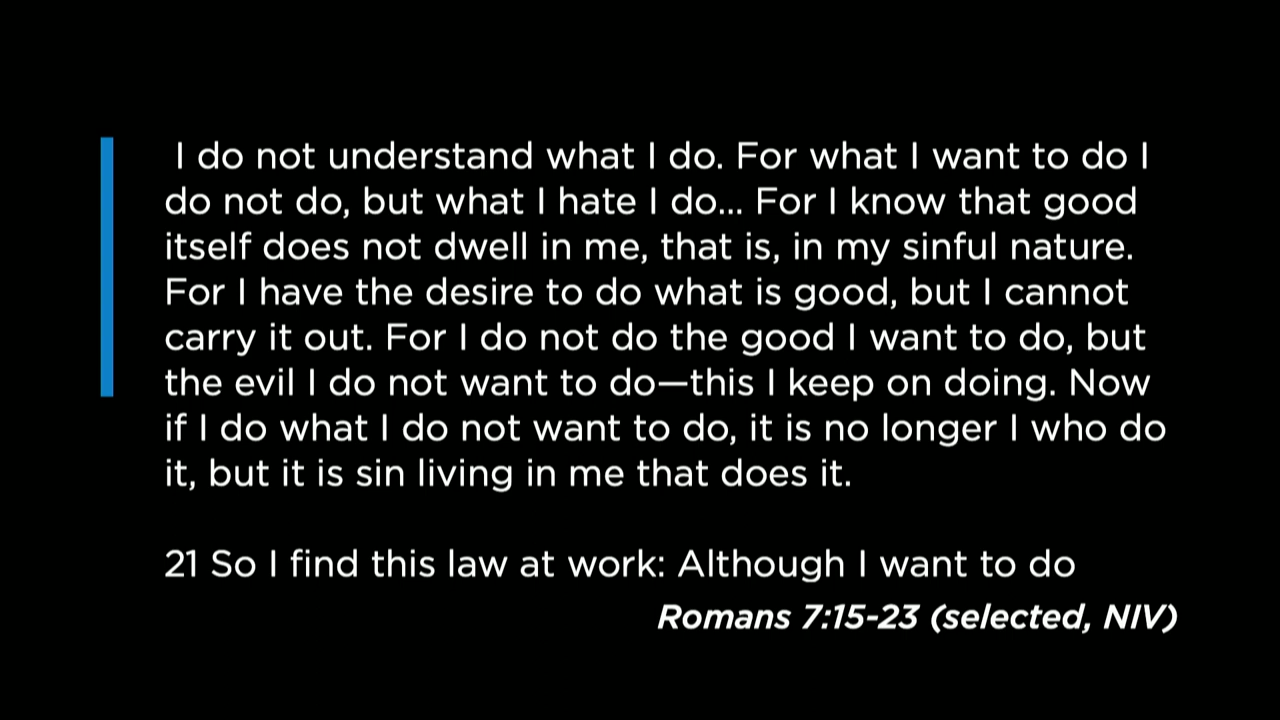 I do not understand what I do. For what I want to do I
do not do, but what I hate I do... For I know that good
itself does not dwell in me, that is, in my sinful nature.
For I have the desire to do what is good, but I cannot
carry it out. For I do not do the good I want to do, but
the evil I do not want to do—this I keep on doing. Now
if I do what I do not want to do, it is no longer I who do
it, but it is sin living in me that does it.
21 So I find this law at work: Although I want to do
Romans 7:15-23 (selected, NIV)